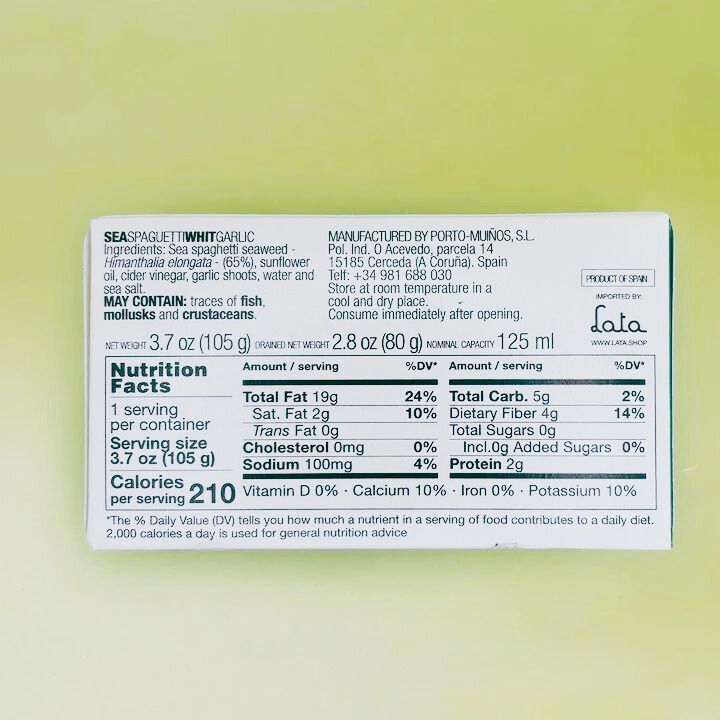 SEASPAGUETTIWHITGARLIC
Ingredients: Sea spaghetti seaweed -
Himanthalia elongata - (65%), sunflower
oil, cider vinegar, garlic shoots, water and
sea salt.
MAY CONTAIN: traces of fish,
mollusks and crustaceans.
MANUFACTURED BY PORTO-MUIÑOS, S.L.
Pol. Ind. O Acevedo, parcela 14
15185 Cerceda (A Coruña). Spain
Telf: +34 981 688 030
Store at room temperature in a
cool and dry place.
Consume immediately after opening.
PRODUCT OF SPAIN
IMPORTED BY:
Lata
WWW.LATA.SHOP
NET WEIGHT 3.7 oz (105 g) DRAINED NET WEIGHT 2.8 oz (80 g) NOMINAL CAPACITY 125 ml
Nutrition
Facts
1 serving
per container
Serving size
3.7 oz (105 g)
Calories
per serving 210
Amount / serving %DV*
Total Fat 19g 24%
Sat. Fat 2g 10%
Trans Fat 0g
Cholesterol 0mg 0%
Sodium 100mg 4%
Amount / serving %DV*
Total Carb. 5g 2%
Dietary Fiber 4g 14%
Total Sugars 0g
Incl.0g Added Sugars 0%
Protein 2g
Vitamin D 0% · Calcium 10% · Iron 0% · Potassium 10%
*The % Daily Value (DV) tells you how much a nutrient in a serving of food contributes to a daily diet.
2,000 calories a day is used for general nutrition advice